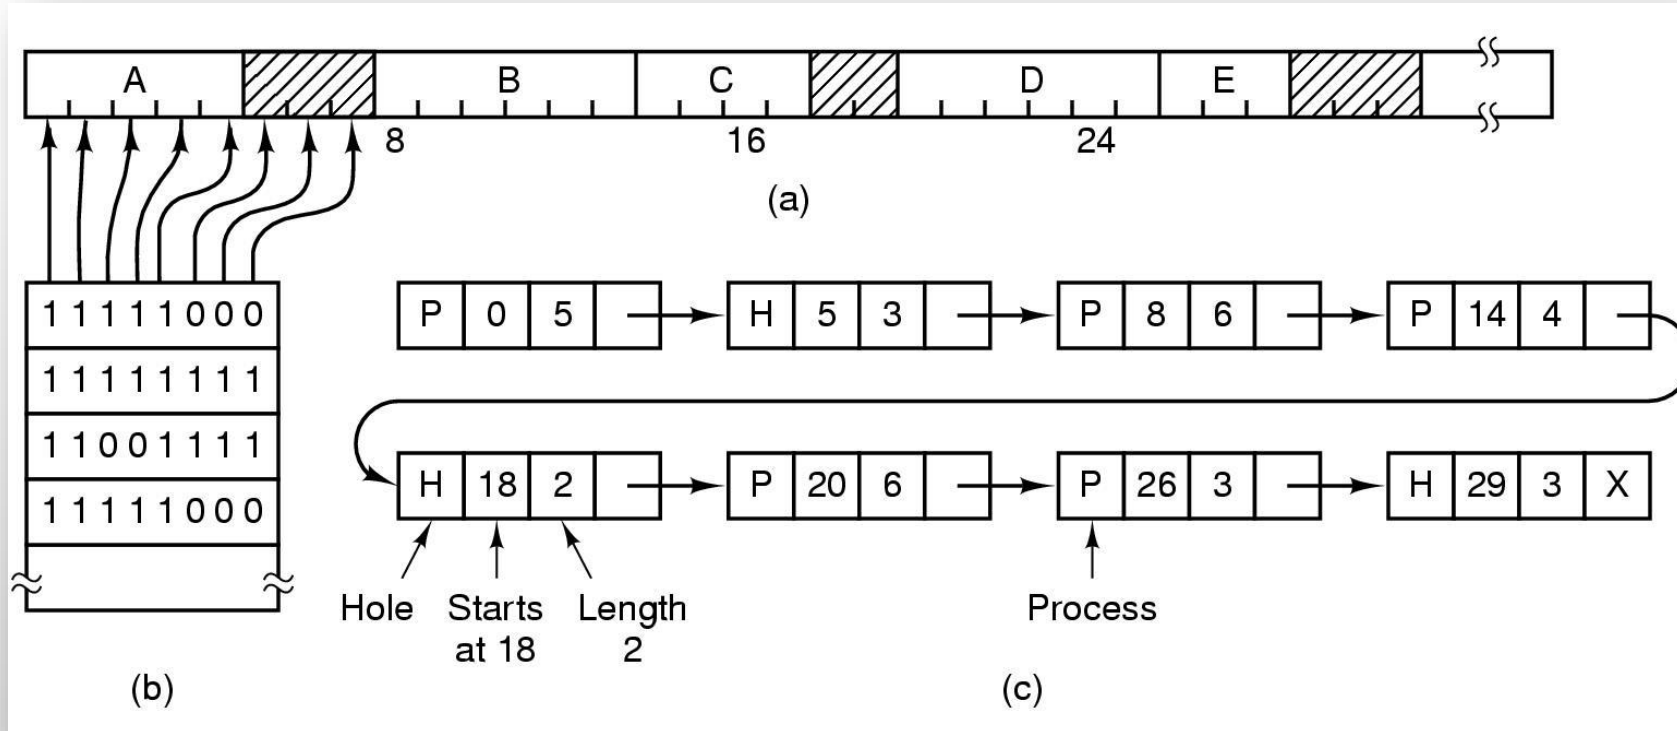 A B C D E
8 16 24
(a)
1 1 1 1 1 0 0 0
1 1 1 1 1 1 1 1
1 1 0 0 1 1 1 1
1 1 1 1 1 0 0 0
(b)
P 0 5 H 5 3 P 8 6 P 14 4
H 18 2 P 20 6 P 26 3 H 29 3 X
Hole Starts Length Process
at 18 2
(c)